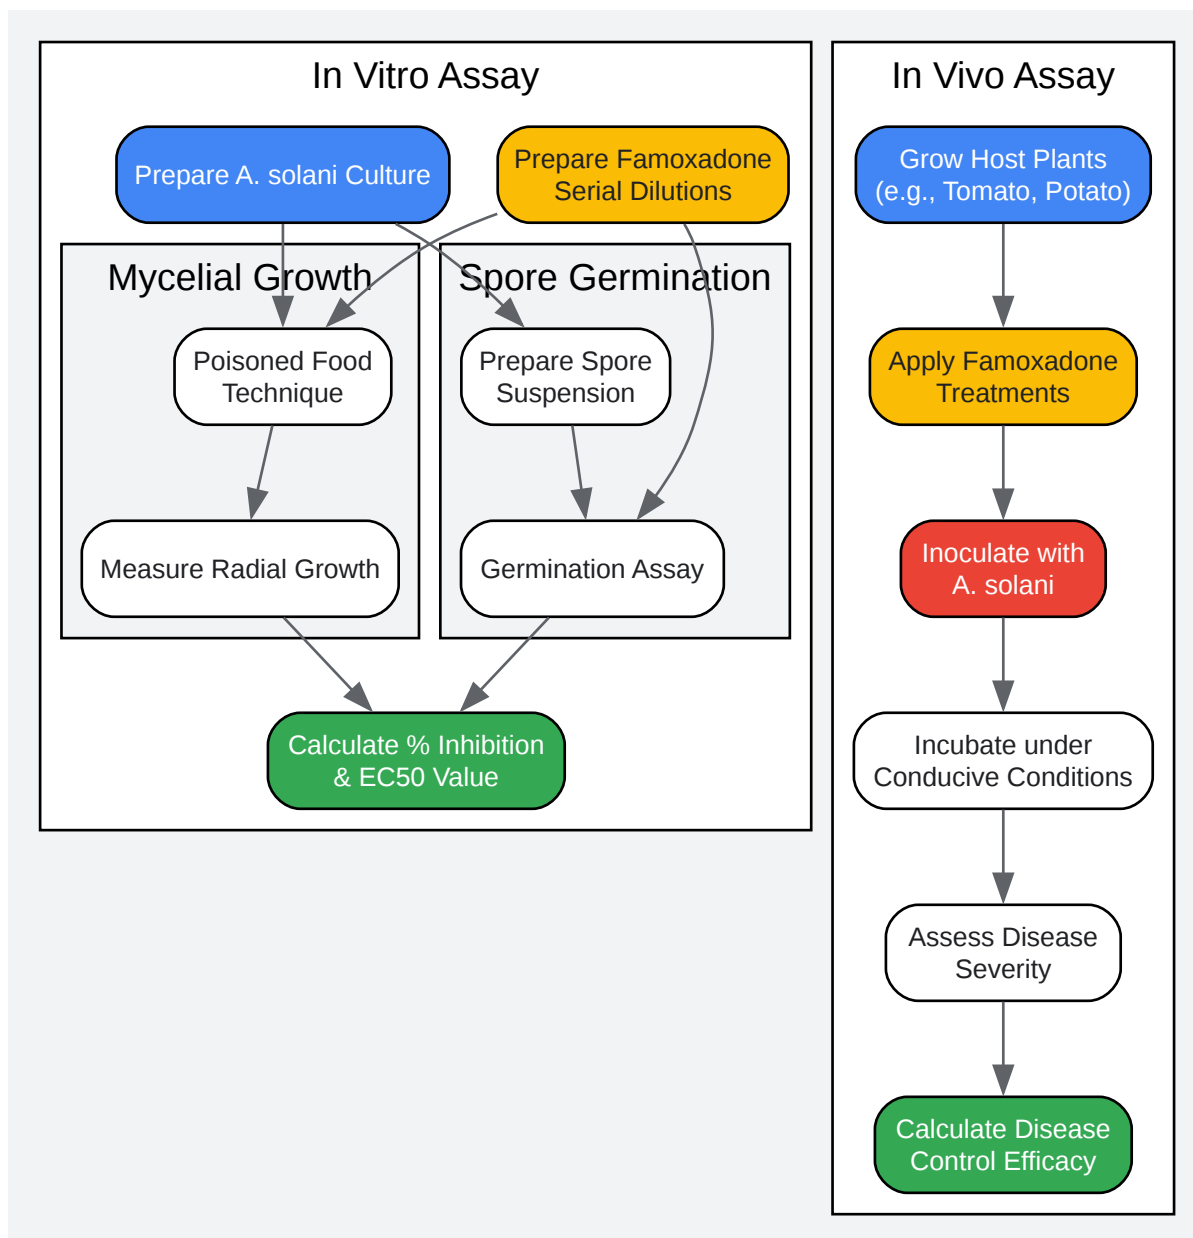 In Vitro Assay
Prepare A. solani Culture
Prepare Famoxadone
Serial Dilutions
Mycelial Growth
Spore Germination
Poisoned Food
Technique
Prepare Spore
Suspension
Measure Radial Growth
Germination Assay
Calculate % Inhibition
& EC50 Value
In Vivo Assay
Grow Host Plants
(e.g., Tomato, Potato)
Apply Famoxadone
Treatments
Inoculate with
A. solani
Incubate under
Conducive Conditions
Assess Disease
Severity
Calculate Disease
Control Efficacy